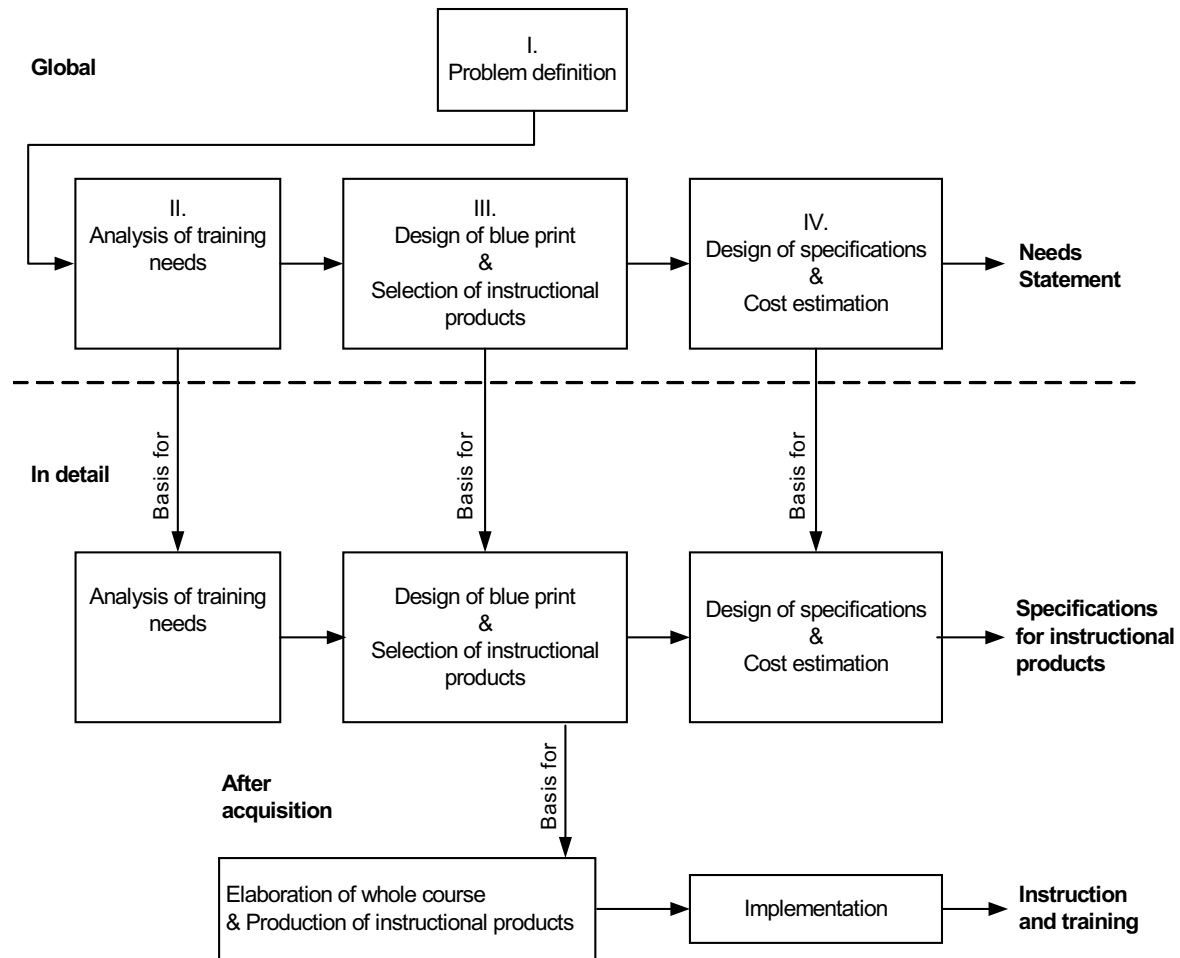 Global
I.
Problem definition
II.
Analysis of training
needs
III.
Design of blue print
&
Selection of instructional
products
IV.
Design of specifications
&
Cost estimation
Needs
Statement
In detail
Basis for
Basis for
Basis for
Analysis of training
needs
Design of blue print
&
Selection of instructional
products
Design of specifications
&
Cost estimation
Specifications
for instructional
products
After
acquisition
Basis for
Elaboration of whole course
& Production of instructional products
Implementation
Instruction
and training